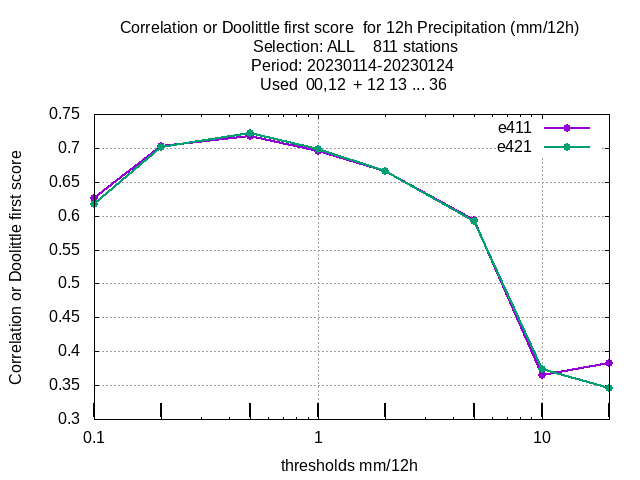 Correlation or Doolittle first score  for 12h Precipitation (mm/12h)
Selection: ALL    811 stations
Period: 20230114-20230124
Used  00,12  + 12 13 ... 36
e411
e421
0.75
0.7
0.65
0.6
0.55
0.5
0.45
0.4
0.35
0.3
Correlation or Doolittle first score
0.1
1
10
thresholds mm/12h